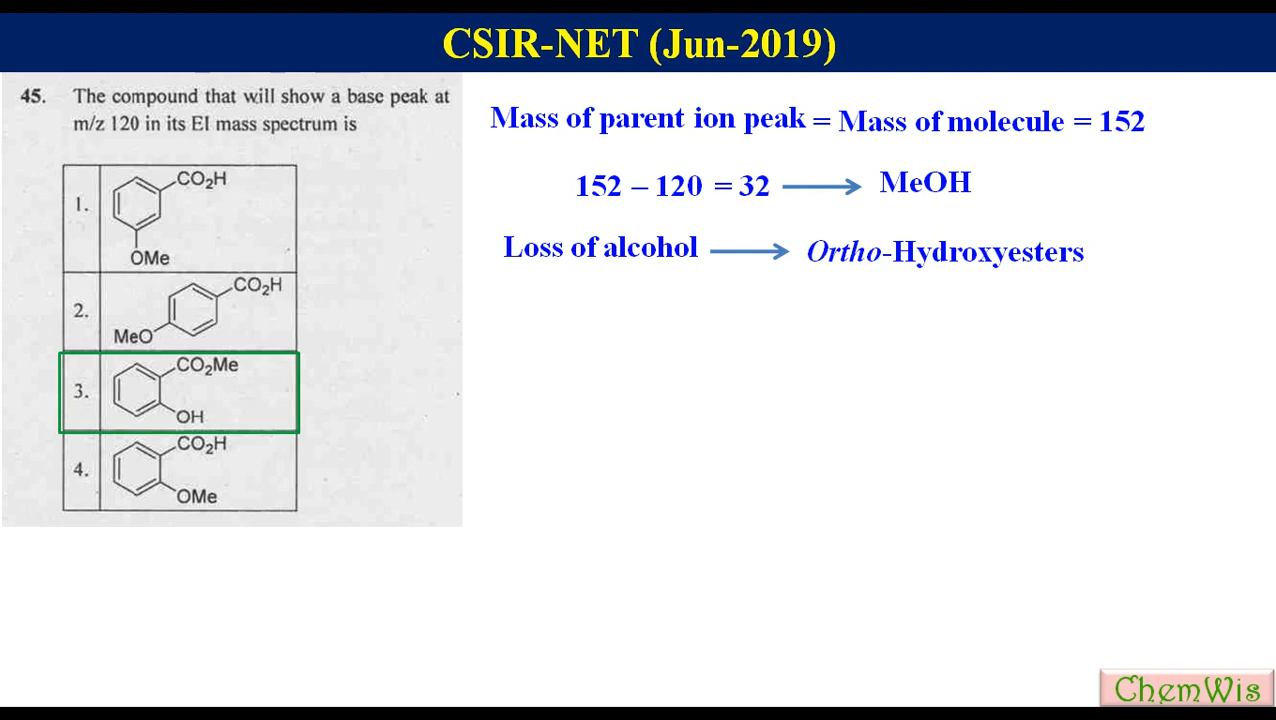 CSIR-NET (Jun-2019)
45. The compound that will show a base peak at
m/z 120 in its EI mass spectrum is
1.
CO₂H
OMe
2.
CO₂H
MeO
3.
CO₂Me
OH
4.
CO₂H
OMe
Mass of parent ion peak = Mass of molecule = 152
152 – 120 = 32 → MeOH
Loss of alcohol → Ortho-Hydroxyesters
ChemWis